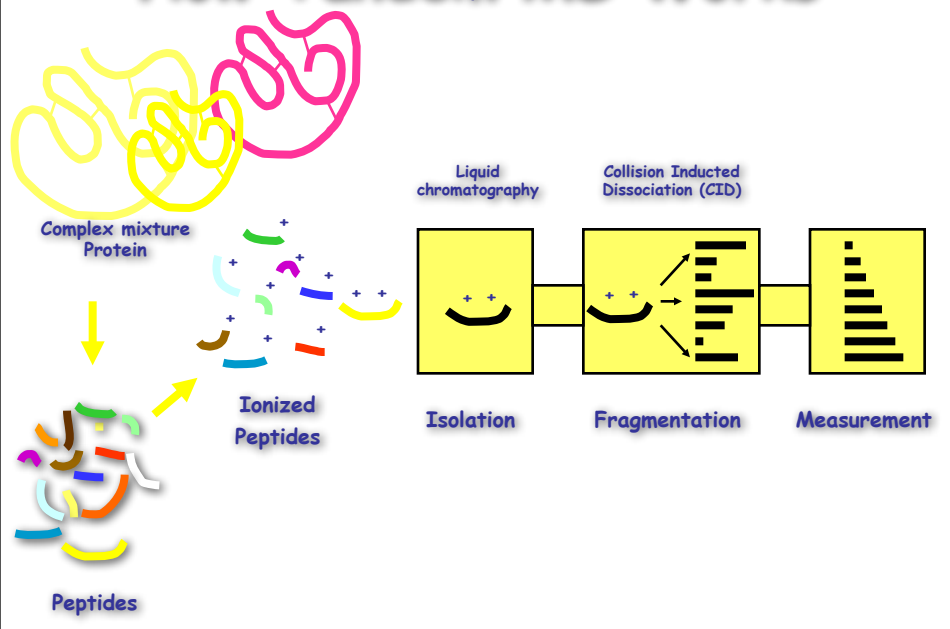 Liquid
chromatography
Collision Inducted
Dissociation (CID)
Complex mixture
Protein
+
+
+
+
+
+ +
+
+
+
+ +
+ +
Ionized
Peptides
Isolation
Fragmentation
Measurement
Peptides